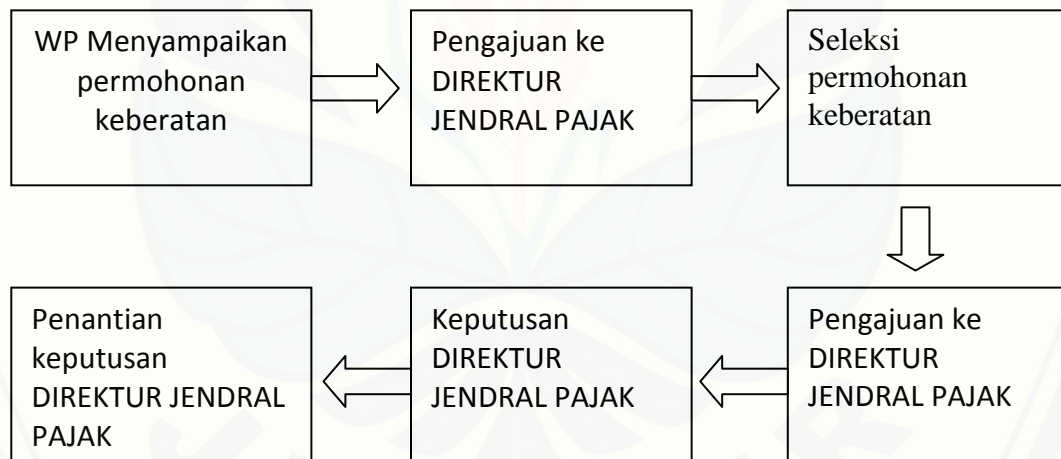 WP Menyampaikan
permohonan
keberatan
Pengajuan ke
DIREKTUR
JENDRAL PAJAK
Seleksi
permohonan
keberatan
Pengajuan ke
DIREKTUR
JENDRAL PAJAK
Keputusan
DIREKTUR
JENDRAL PAJAK
Penantian
keputusan
DIREKTUR JENDRAL
PAJAK